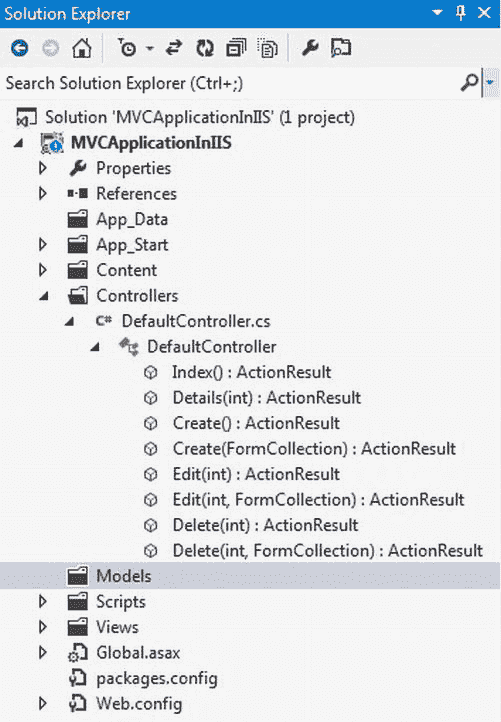 Solution Explorer
Search Solution Explorer (Ctrl+;)
Solution 'MVCApplicationInIIS' (1 project)
MVCApplicationInIIS
Properties
References
App_Data
App_Start
Content
Controllers
C# DefaultController.cs
DefaultController
Index() : ActionResult
Details(int) : ActionResult
Create() : ActionResult
Create(FormCollection) : ActionResult
Edit(int) : ActionResult
Edit(int, FormCollection) : ActionResult
Delete(int) : ActionResult
Delete(int, FormCollection) : ActionResult
Models
Scripts
Views
Global.asax
packages.config
Web.config